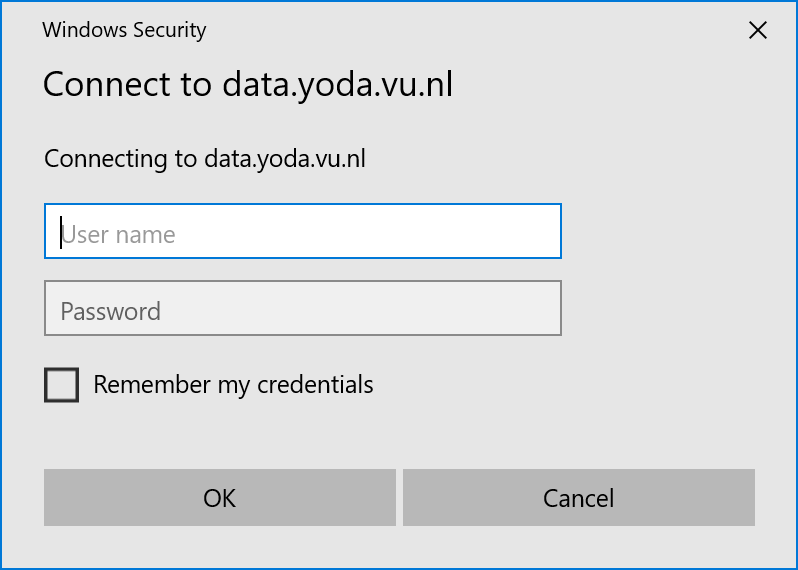 Windows Security
Connect to data.yoda.vu.nl
Connecting to data.yoda.vu.nl
User name
Password
Remember my credentials
OK
Cancel